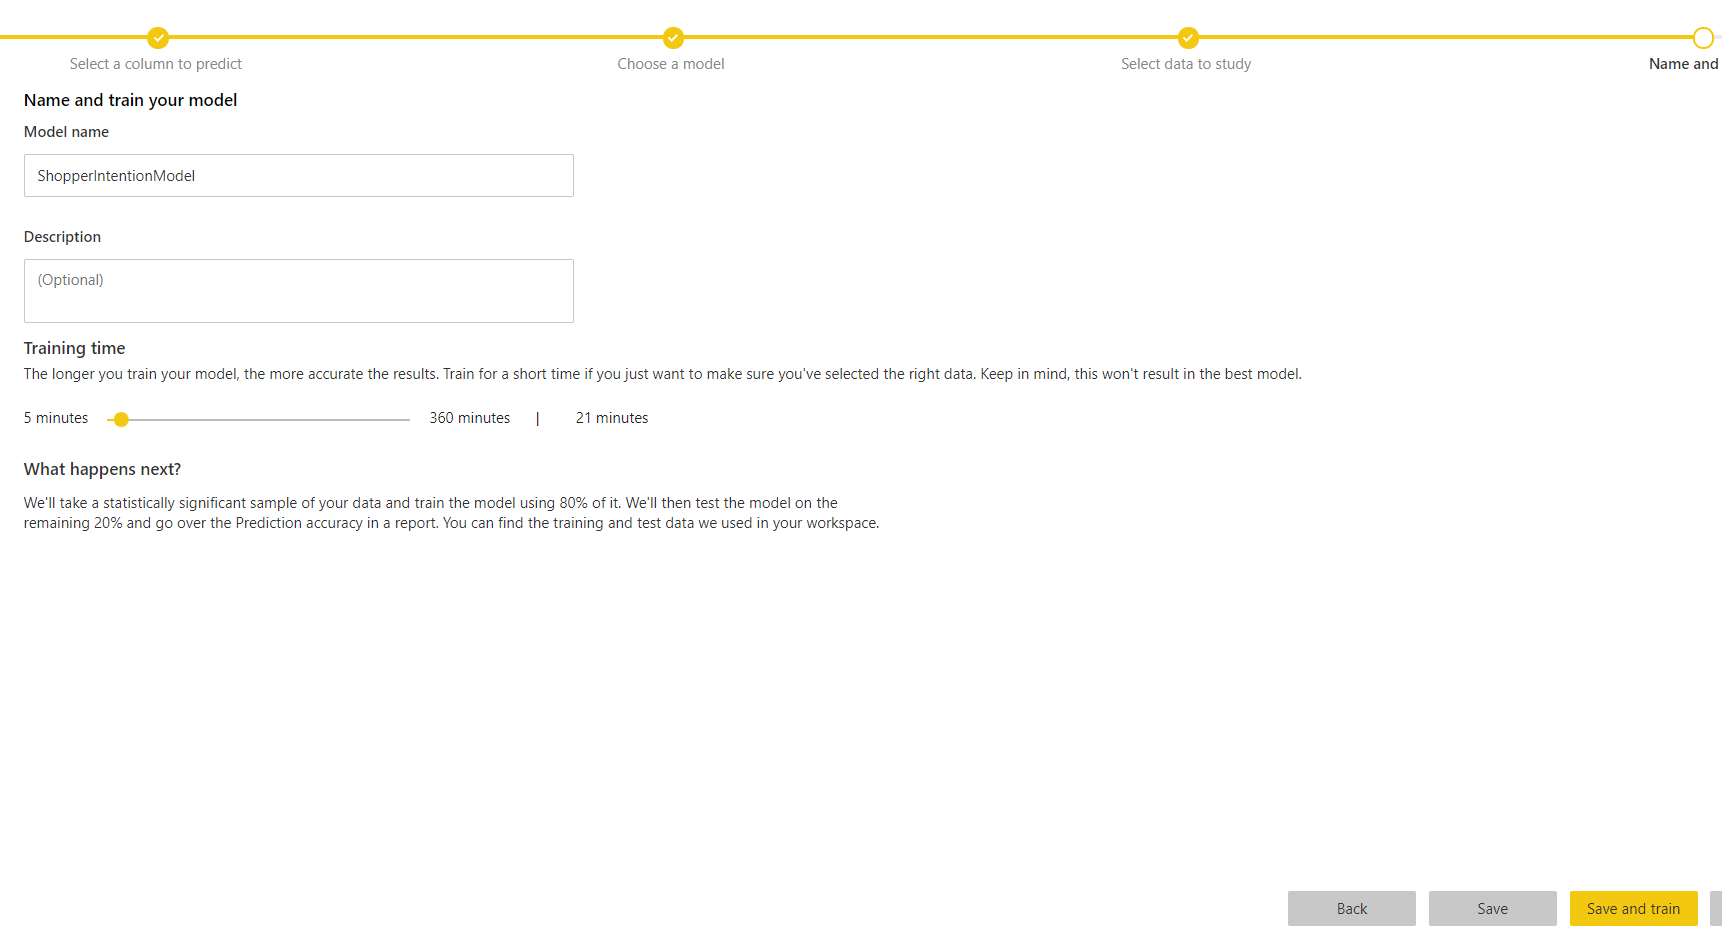 Select a column to predict
Choose a model
Select data to study
Name and
Name and train your model
Model name
ShopperIntentionModel
Description
(Optional)
Training time
The longer you train your model, the more accurate the results. Train for a short time if you just want to make sure you've selected the right data. Keep in mind, this won't result in the best model.
5 minutes
360 minutes | 21 minutes
What happens next?
We'll take a statistically significant sample of your data and train the model using 80% of it. We'll then test the model on the
remaining 20% and go over the Prediction accuracy in a report. You can find the training and test data we used in your workspace.
Back
Save
Save and train